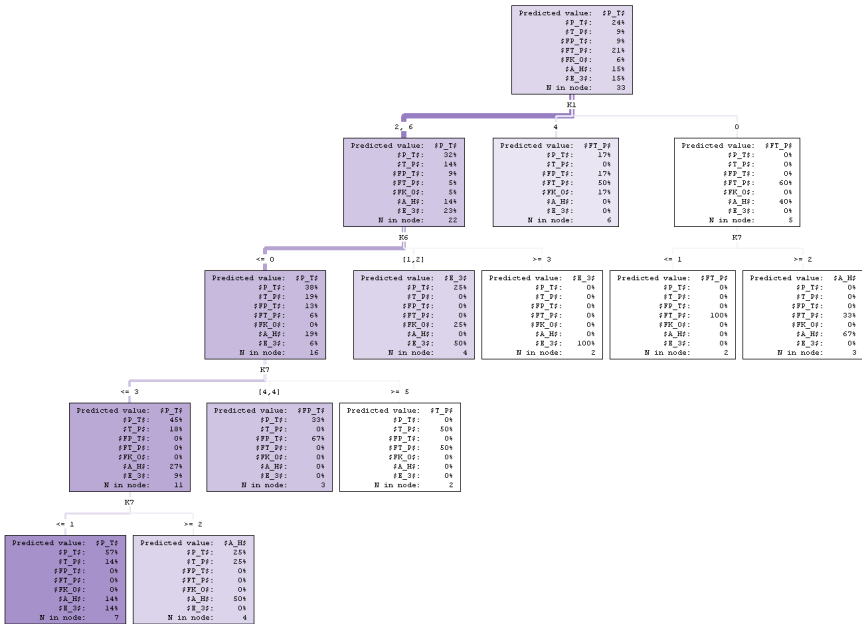 Predicted value: $P_T$
$P_T$: 24%
$T_P$: 9%
$FP_T$: 9%
$FT_P$: 21%
$FK_0$: 6%
$A_H$: 15%
$E_3$: 15%
N in node: 33
K1
2, 6
4
0
Predicted value: $P_T$
$P_T$: 32%
$T_P$: 14%
$FP_T$: 9%
$FT_P$: 5%
$FK_0$: 5%
$A_H$: 14%
$E_3$: 23%
N in node: 22
Predicted value: $FT_P$
$P_T$: 17%
$T_P$: 0%
$FP_T$: 17%
$FT_P$: 50%
$FK_0$: 17%
$A_H$: 0%
$E_3$: 0%
N in node: 6
Predicted value: $FT_P$
$P_T$: 0%
$T_P$: 0%
$FP_T$: 0%
$FT_P$: 60%
$FK_0$: 0%
$A_H$: 40%
$E_3$: 0%
N in node: 5
K6
K7
<= 0
[1,2]
>= 3
<= 1
>= 2
Predicted value: $P_T$
$P_T$: 38%
$T_P$: 19%
$FP_T$: 13%
$FT_P$: 6%
$FK_0$: 0%
$A_H$: 19%
$E_3$: 6%
N in node: 16
Predicted value: $E_3$
$P_T$: 25%
$T_P$: 0%
$FP_T$: 0%
$FT_P$: 0%
$FK_0$: 25%
$A_H$: 0%
$E_3$: 50%
N in node: 4
Predicted value: $E_3$
$P_T$: 0%
$T_P$: 0%
$FP_T$: 0%
$FT_P$: 0%
$FK_0$: 0%
$A_H$: 0%
$E_3$: 100%
N in node: 2
Predicted value: $FT_P$
$P_T$: 0%
$T_P$: 0%
$FP_T$: 0%
$FT_P$: 100%
$FK_0$: 0%
$A_H$: 0%
$E_3$: 0%
N in node: 2
Predicted value: $A_H$
$P_T$: 0%
$T_P$: 0%
$FP_T$: 0%
$FT_P$: 33%
$FK_0$: 0%
$A_H$: 67%
$E_3$: 0%
N in node: 3
K7
<= 3
[4,4]
>= 5
Predicted value: $P_T$
$P_T$: 45%
$T_P$: 18%
$FP_T$: 0%
$FT_P$: 0%
$FK_0$: 0%
$A_H$: 27%
$E_3$: 9%
N in node: 11
Predicted value: $FP_T$
$P_T$: 33%
$T_P$: 0%
$FP_T$: 67%
$FT_P$: 0%
$FK_0$: 0%
$A_H$: 0%
$E_3$: 0%
N in node: 3
Predicted value: $T_P$
$P_T$: 0%
$T_P$: 50%
$FP_T$: 0%
$FT_P$: 50%
$FK_0$: 0%
$A_H$: 0%
$E_3$: 0%
N in node: 2
K7
<= 1
>= 2
Predicted value: $P_T$
$P_T$: 57%
$T_P$: 14%
$FP_T$: 0%
$FT_P$: 0%
$FK_0$: 0%
$A_H$: 14%
$E_3$: 14%
N in node: 7
Predicted value: $A_H$
$P_T$: 25%
$T_P$: 25%
$FP_T$: 0%
$FT_P$: 0%
$FK_0$: 0%
$A_H$: 50%
$E_3$: 0%
N in node: 4